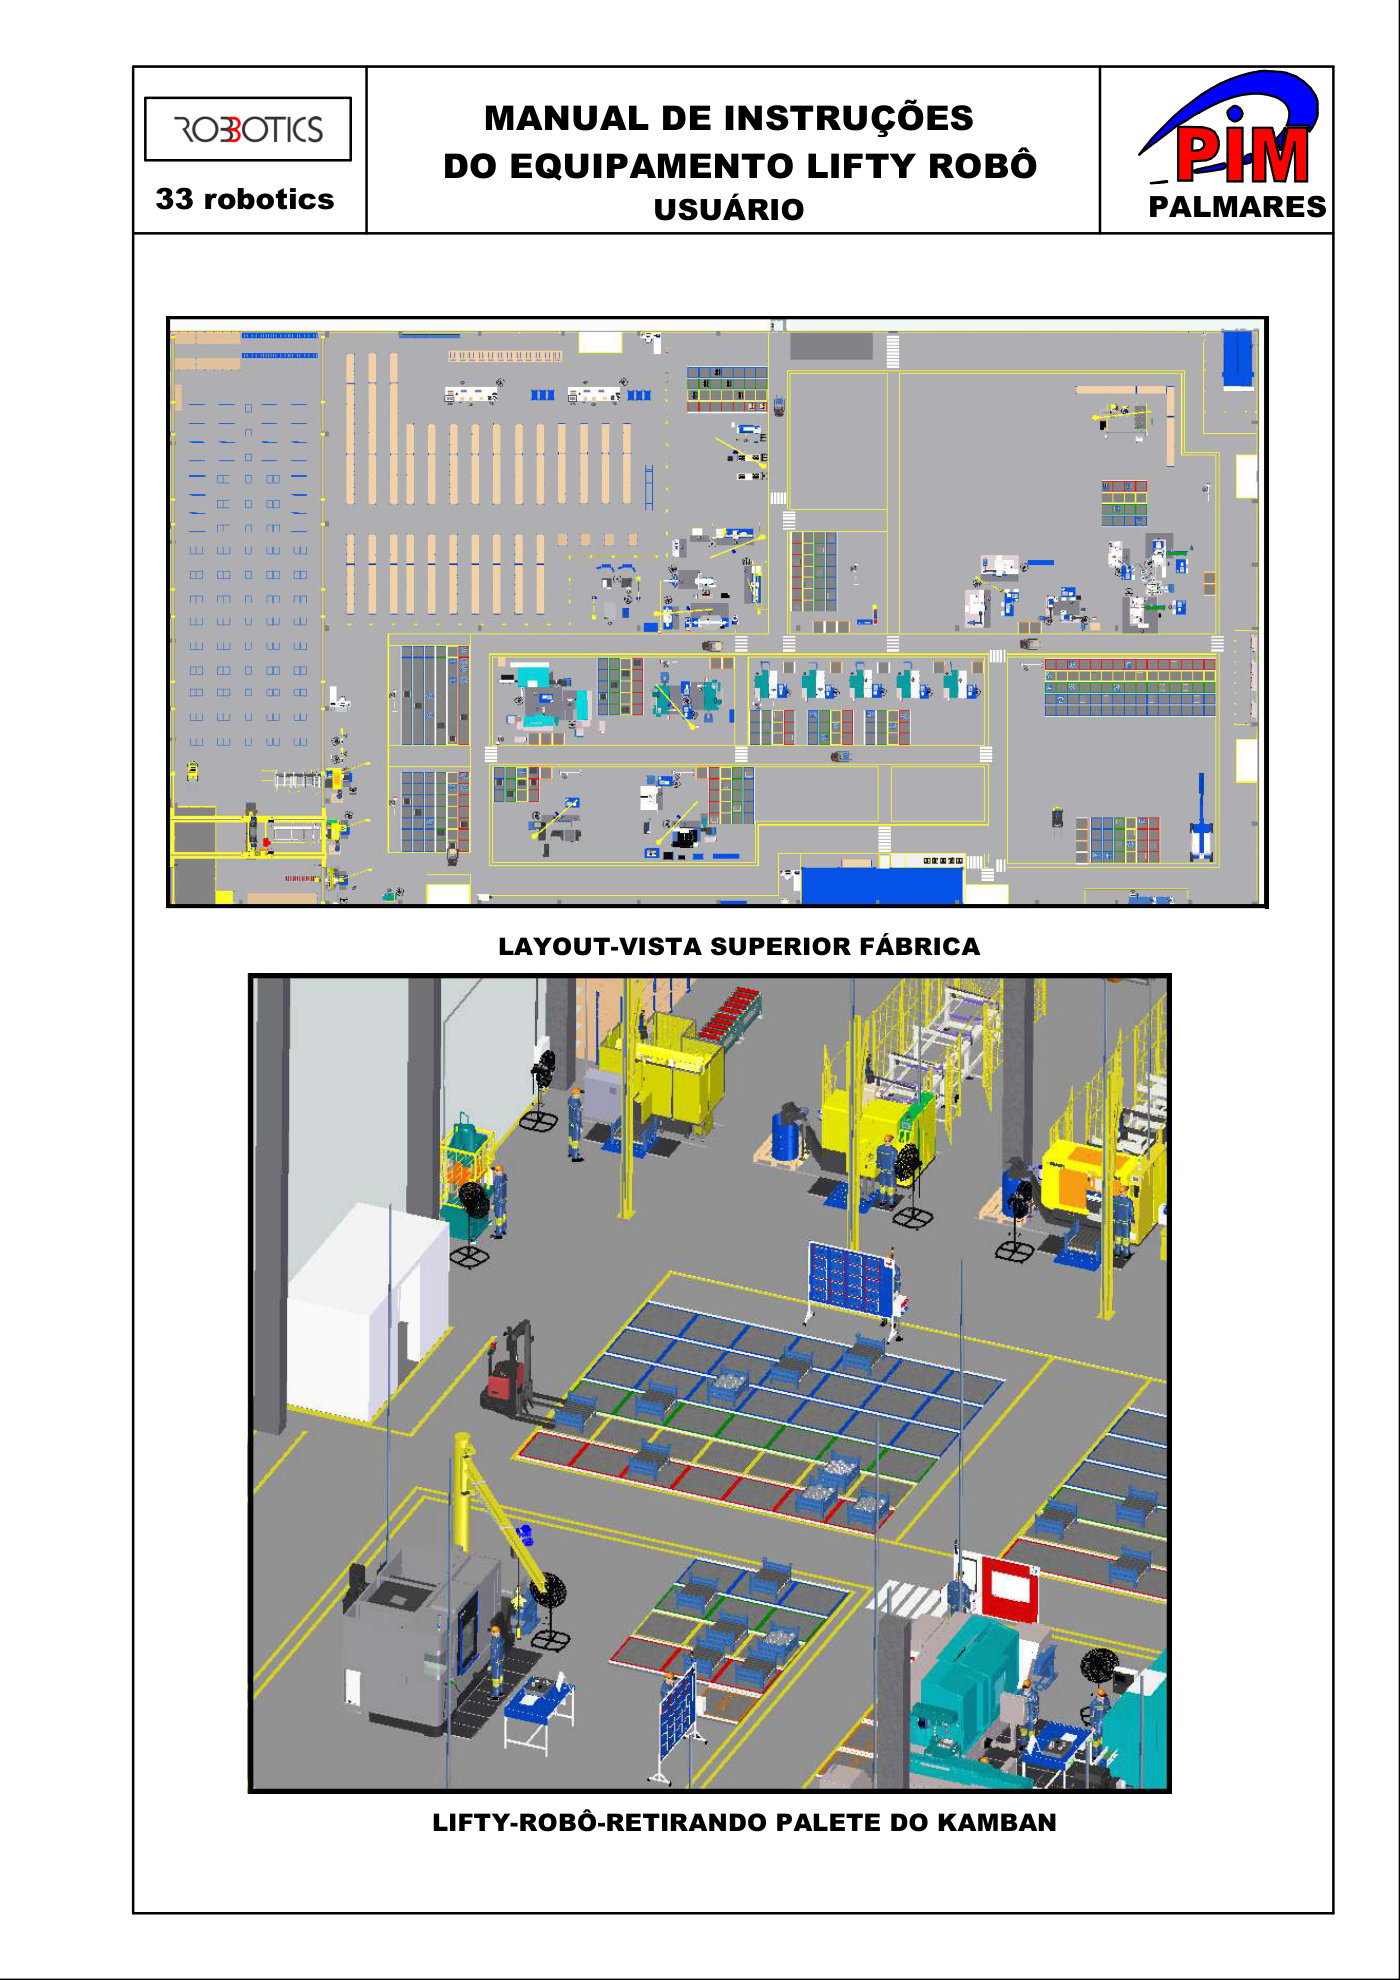 ROBBOTICS
33 robotics
MANUAL DE INSTRUÇÕES
DO EQUIPAMENTO LIFTY ROBÔ
USUÁRIO
PiM
PALMARES
LAYOUT-VISTA SUPERIOR FÁBRICA
LIFTY-ROBÔ-RETIRANDO PALETE DO KAMBAN